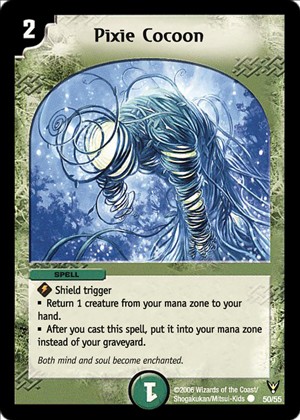 2
Pixie Cocoon
SPELL
Shield trigger
▪ Return 1 creature from your mana zone to your
hand.
▪ After you cast this spell, put it into your mana zone
instead of your graveyard.
Both mind and soul become enchanted.
1
©2006 Wizards of the Coast/
Shogakukan/Mitsui-Kids ● 50/55